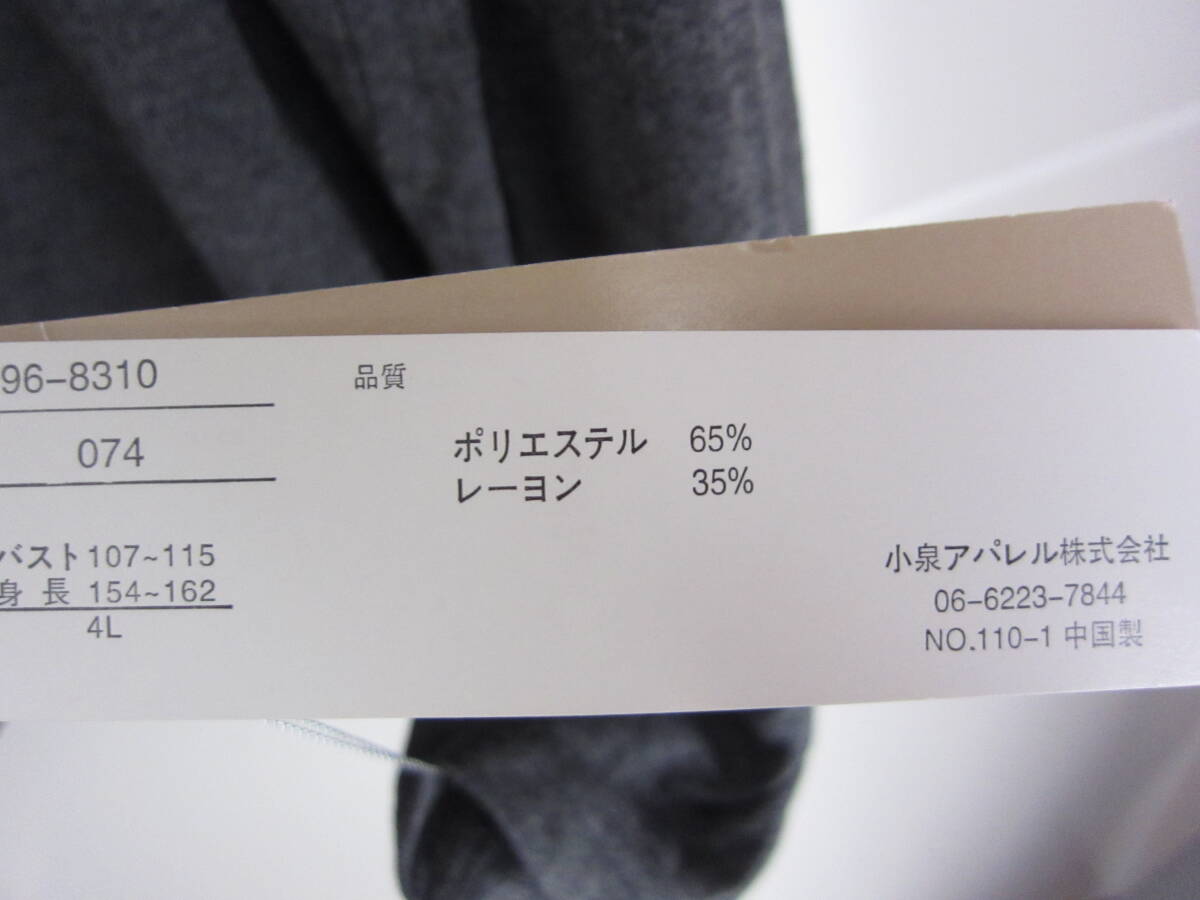 96-8310
074
バスト107~115
身長 154~162
4L
品質
ポリエステル 65%
レーヨン 35%
小泉アパレル株式会社
06-6223-7844
NO.110-1 中国製